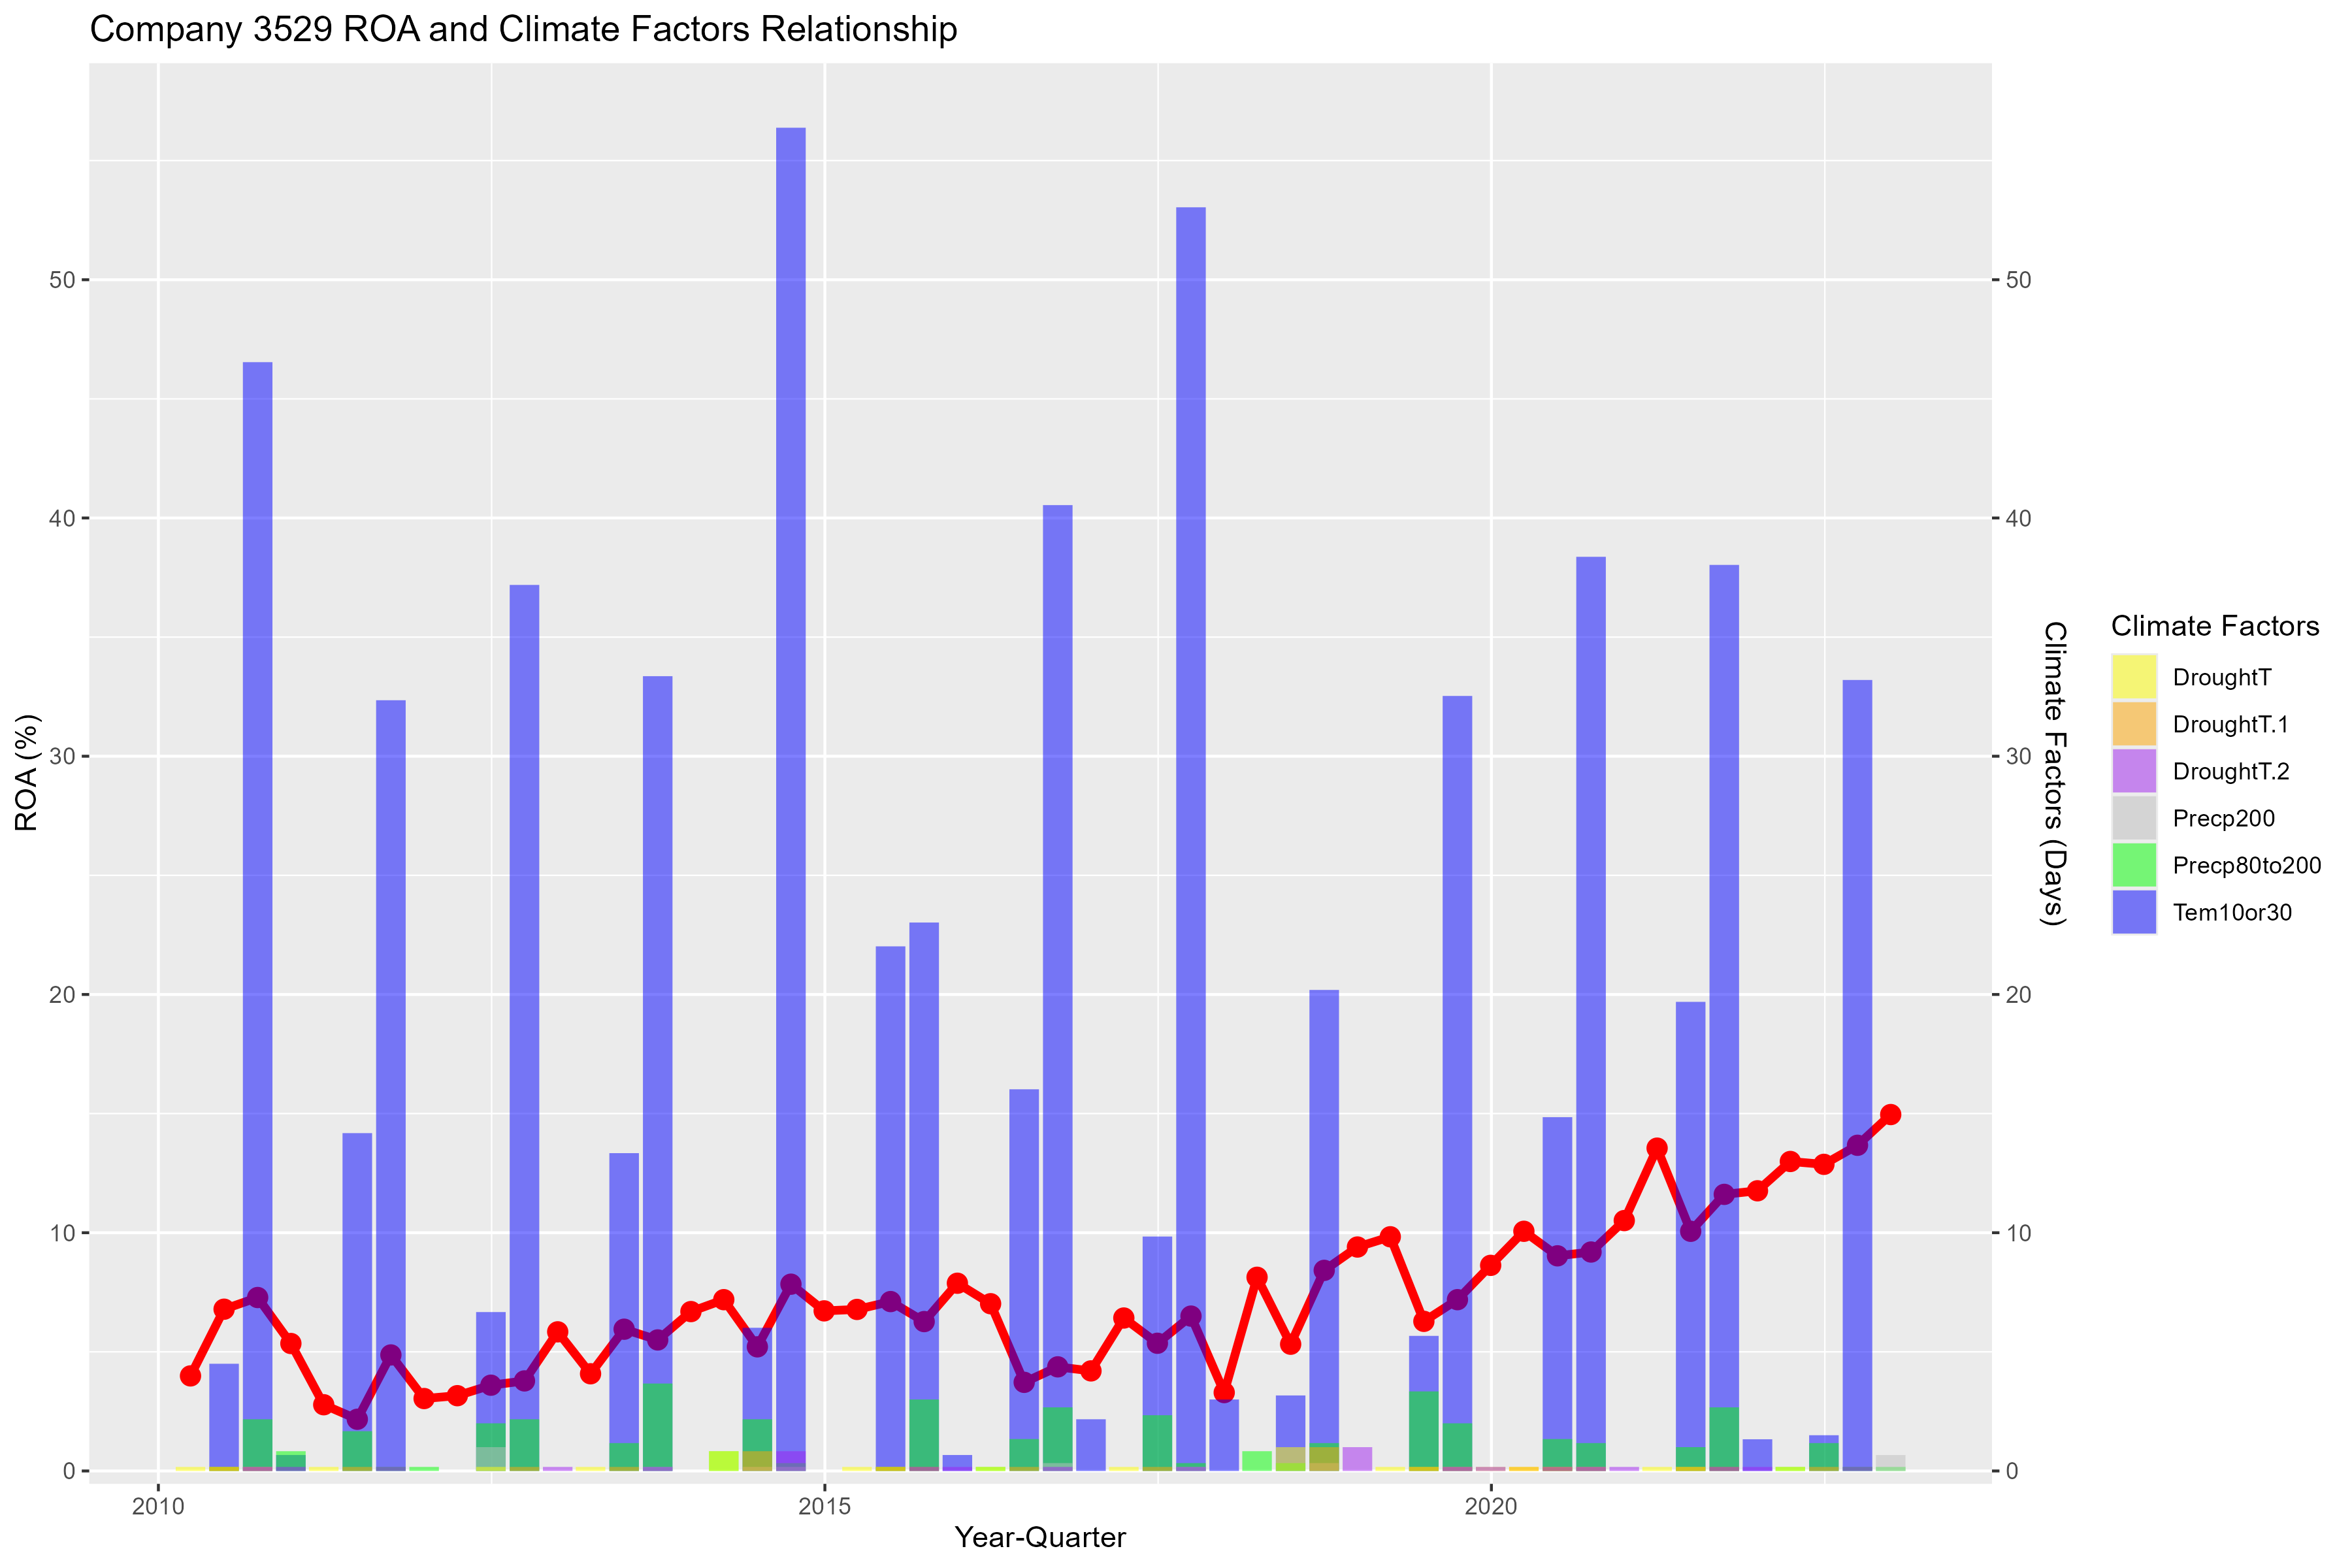 Company 3529 ROA and Climate Factors Relationship
ROA (%)
50
40
30
20
10
0
2010
2015
2020
Year-Quarter
50
40
30
20
10
0
Climate Factors (Days)
Climate Factors
DroughtT
DroughtT.1
DroughtT.2
Precp200
Precp80to200
Tem10or30